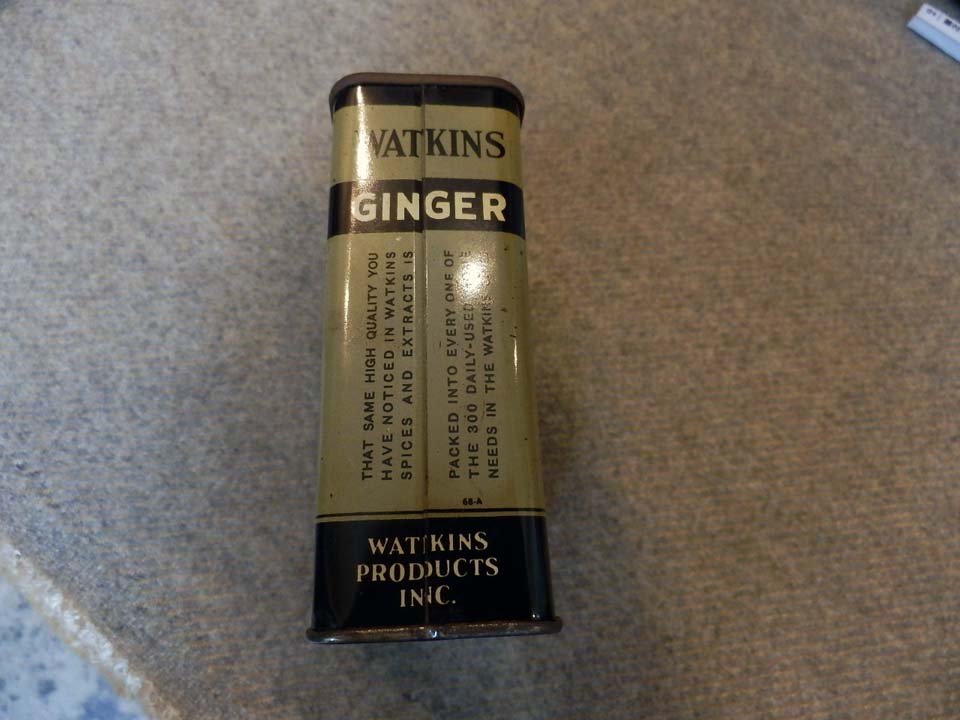 WATKINS
GINGER
THAT SAME HIGH QUALITY YOU
HAVE NOTICED IN WATKINS
SPICES AND EXTRACTS IS
PACKED INTO EVERY ONE OF
THE 300 DAILY-USED
NEEDS IN THE WATKINS
68-A
WATKINS
PRODUCTS
INC.